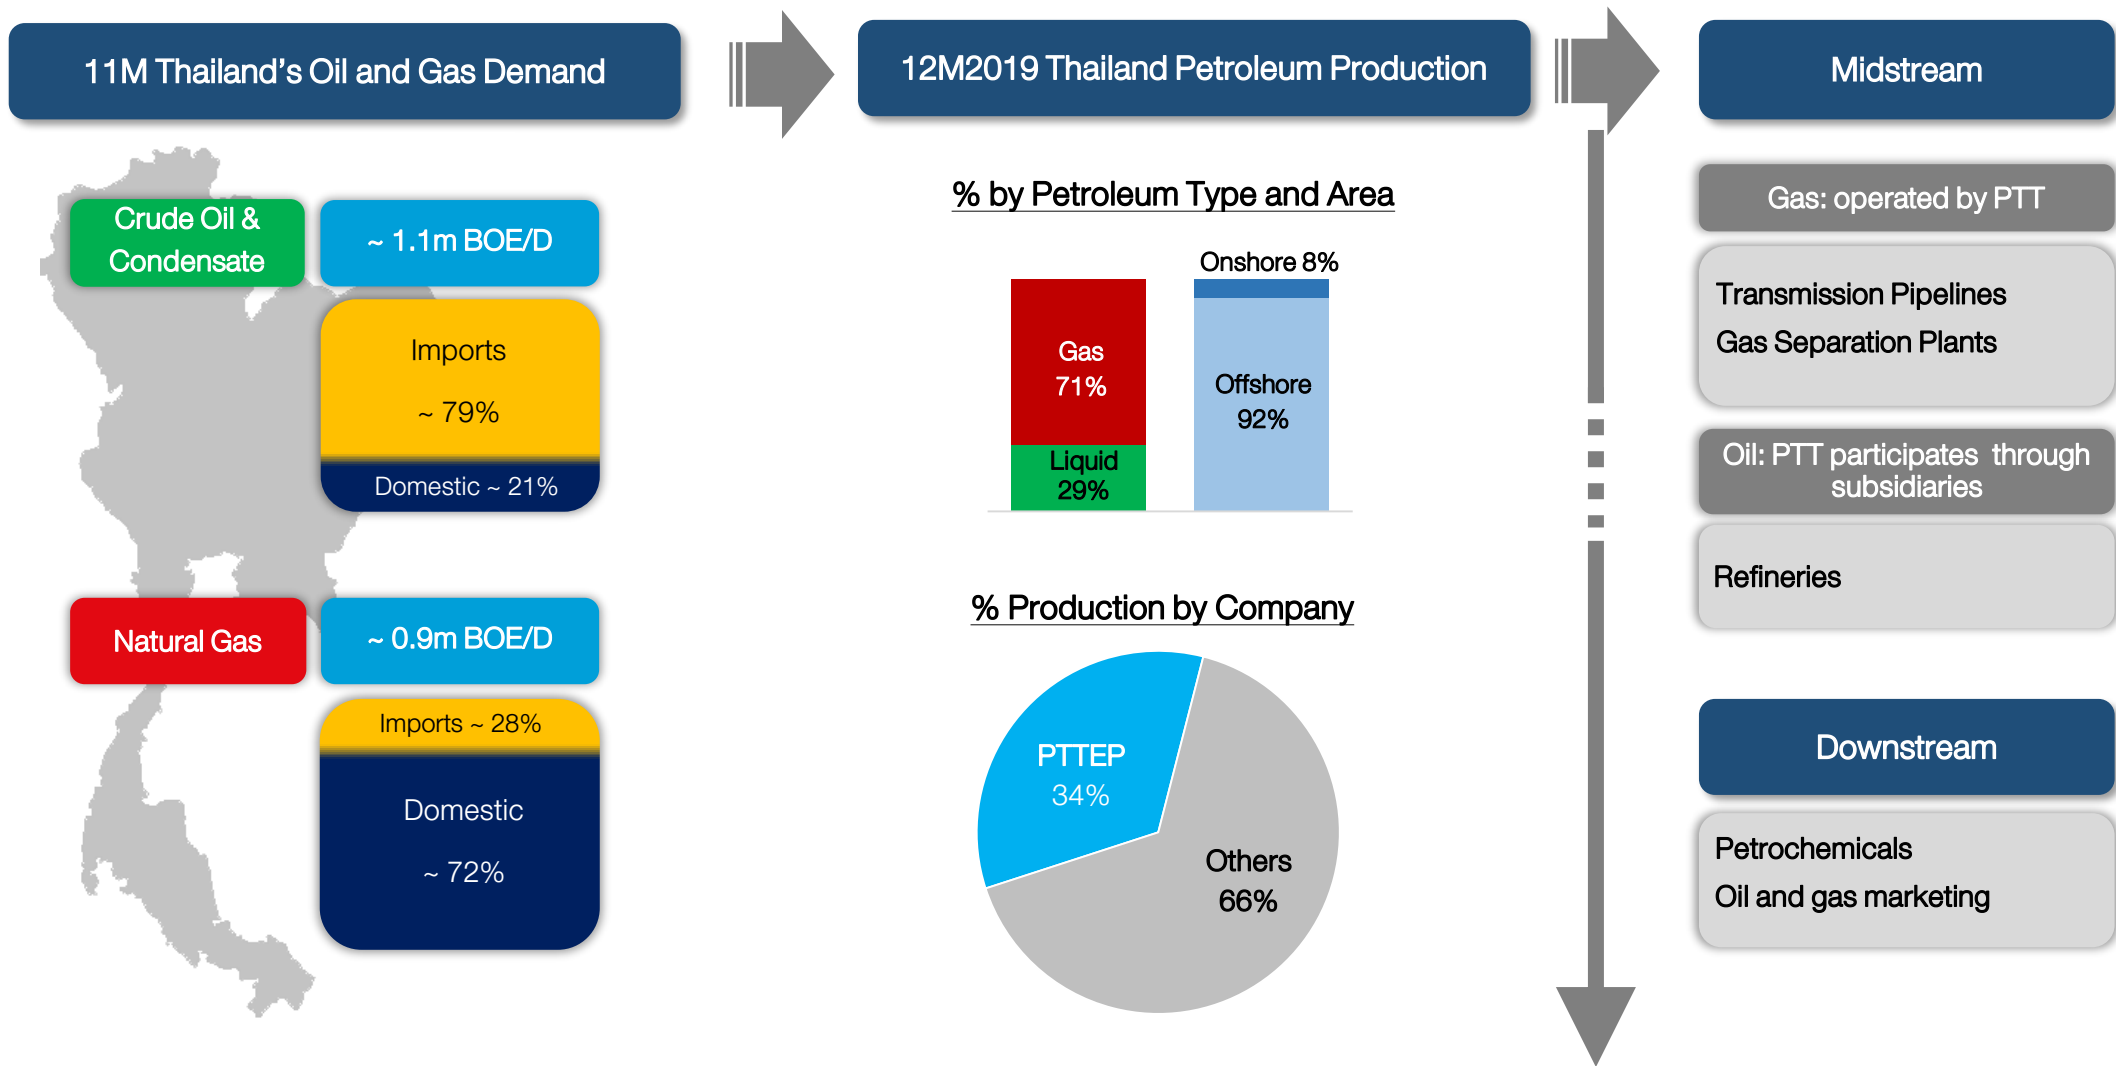 11M Thailand's Oil and Gas Demand
Crude Oil &
Condensate
~ 1.1m BOE/D
Imports
~ 79%
Domestic ~ 21%
Natural Gas
~ 0.9m BOE/D
Imports ~ 28%
Domestic
~ 72%
12M2019 Thailand Petroleum Production
% by Petroleum Type and Area
Onshore 8%
Gas
71%
Offshore
92%
Liquid
29%
% Production by Company
PTTEP
34%
Others
66%
Midstream
Gas: operated by PTT
Transmission Pipelines
Gas Separation Plants
Oil: PTT participates through
subsidiaries
Refineries
Downstream
Petrochemicals
Oil and gas marketing